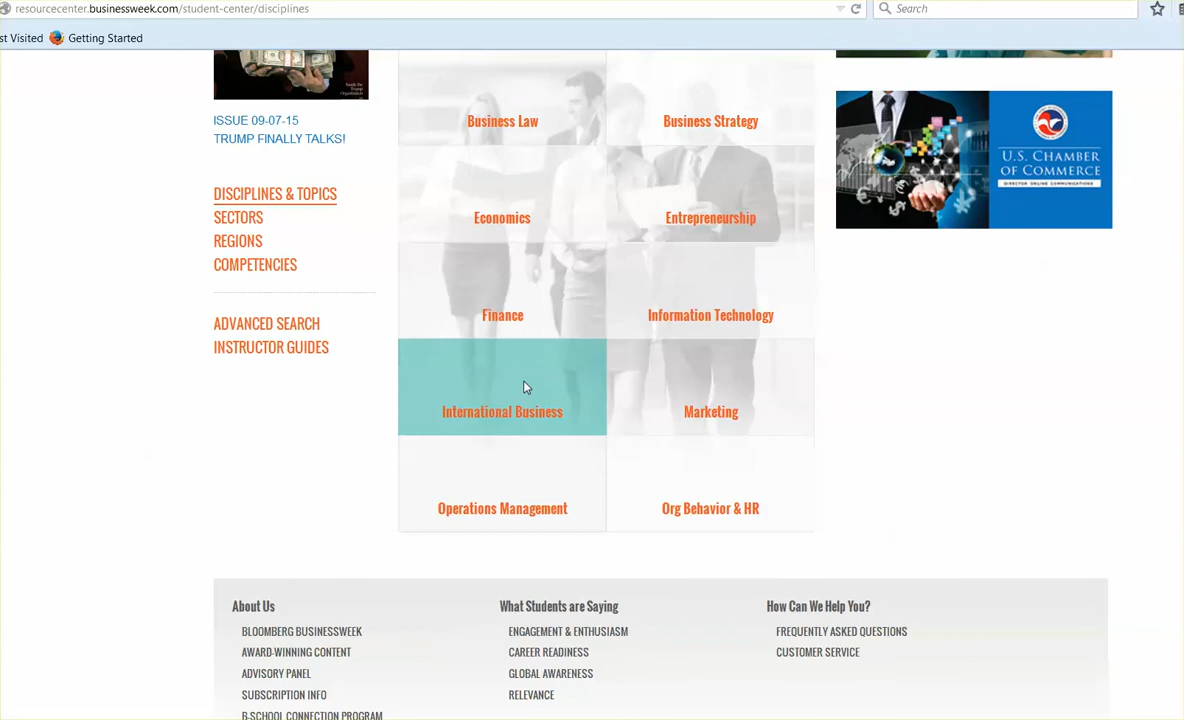 resourcecenter.businessweek.com/student-center/disciplines
Search
st Visited
Getting Started
ISSUE 09-07-15
TRUMP FINALLY TALKS!
DISCIPLINES & TOPICS
SECTORS
REGIONS
COMPETENCIES
ADVANCED SEARCH
INSTRUCTOR GUIDES
Business Law
Business Strategy
Economics
Entrepreneurship
Finance
Information Technology
International Business
Marketing
Operations Management
Org Behavior & HR
U.S. CHAMBER
OF COMMERCE
DIRECTOR ONLINE COMMUNICATIONS
About Us
BLOOMBERG BUSINESSWEEK
AWARD-WINNING CONTENT
ADVISORY PANEL
SUBSCRIPTION INFO
B-SCHOOL CONNECTION PROGRAM
What Students are Saying
ENGAGEMENT & ENTHUSIASM
CAREER READINESS
GLOBAL AWARENESS
RELEVANCE
How Can We Help You?
FREQUENTLY ASKED QUESTIONS
CUSTOMER SERVICE